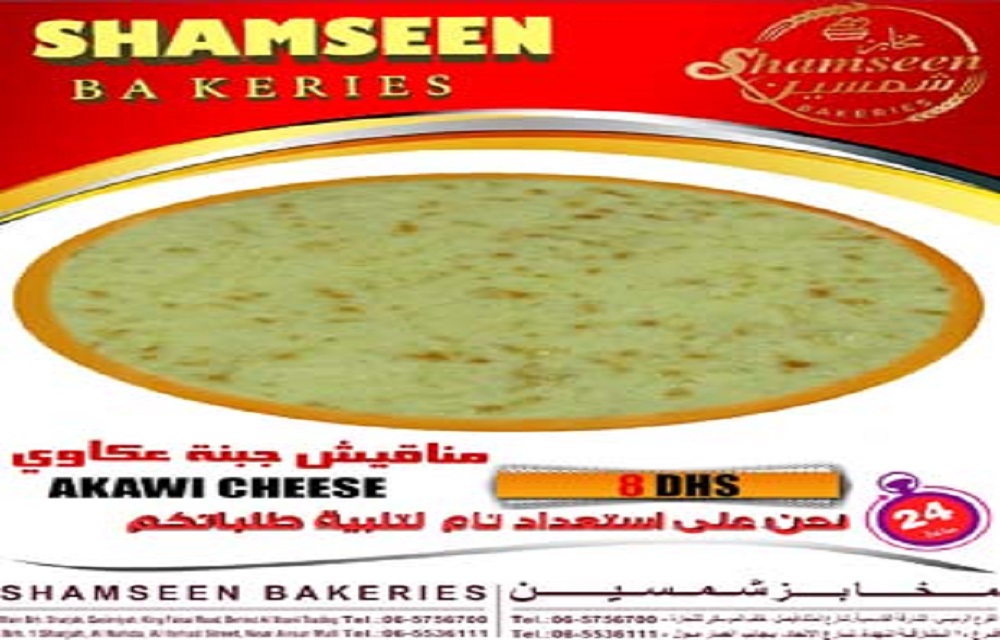 SHAMSEEN
BAKERIES
مخابز
Shamseen
شمسين
BAKERIES
مناقيش جبنة عكاوي
AKAWI CHEESE
8 DHS
نحن على استعداد تام لتلبية طلباتكم
24
SHAMSEEN BAKERIES
مخابز شمسين
Tel.:06-5756700
Tel.:06-5756700
Tel.:06-5536111
Tel.:06-5536111